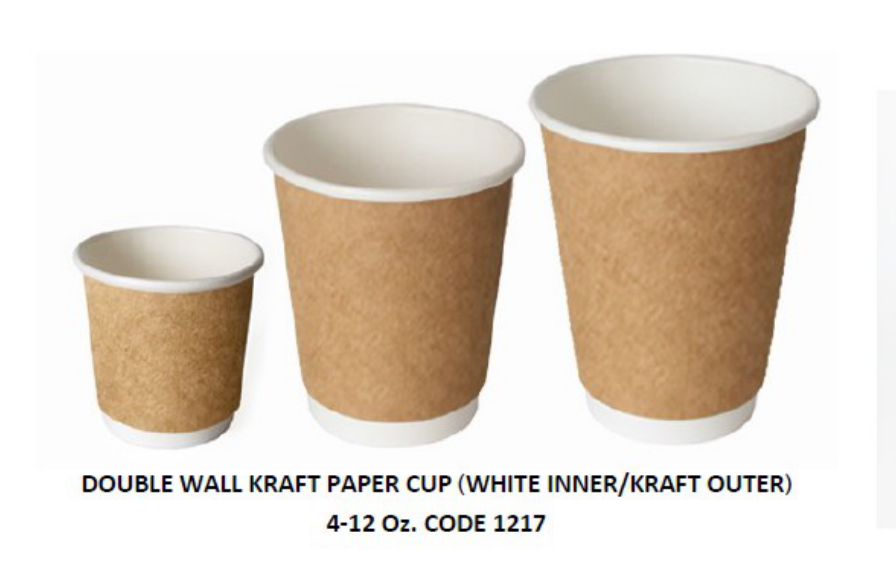 DOUBLE WALL KRAFT PAPER CUP (WHITE INNER/KRAFT OUTER)
4-12 Oz. CODE 1217